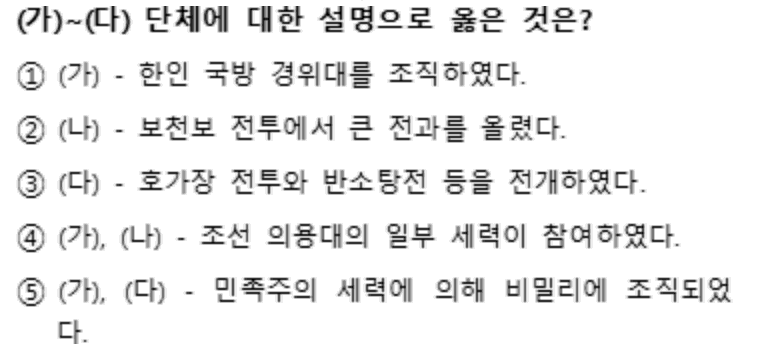 (가)~(다) 단체에 대한 설명으로 옳은 것은?
① (가) - 한인 국방 경위대를 조직하였다.
② (나) - 보천보 전투에서 큰 전과를 올렸다.
③ (다) - 호가장 전투와 반소탕전 등을 전개하였다.
④ (가), (나) - 조선 의용대의 일부 세력이 참여하였다.
⑤ (가), (다) - 민족주의 세력에 의해 비밀리에 조직되었
다.